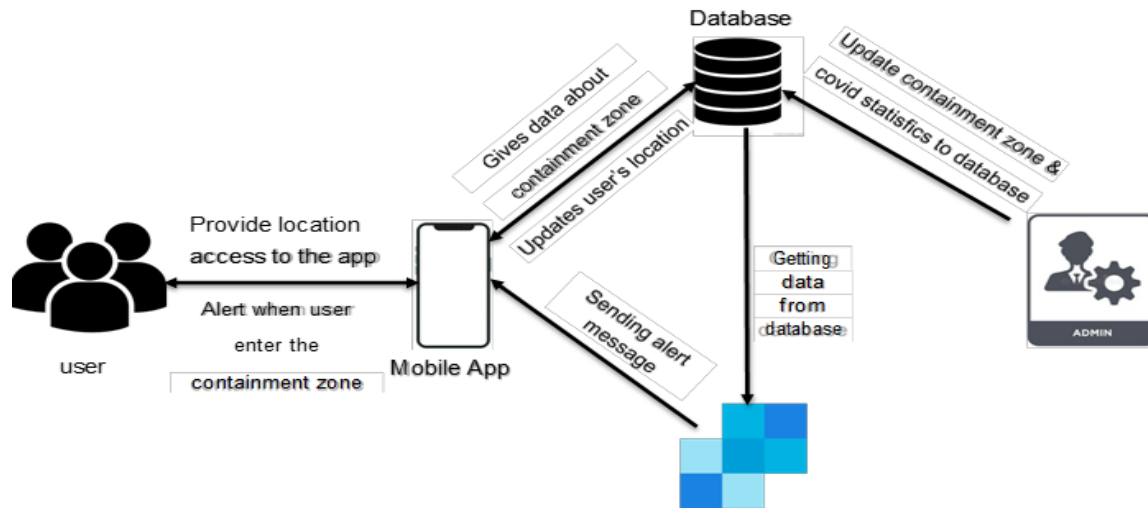 Database
Update containment zone &
covid statisfics to database
Gives data about
containment zone
Updates user's location
Provide location
access to the app
Alert when user
enter the
containment zone
user
Mobile App
Sending alert
message
Getting
data
from
database
ADMIN